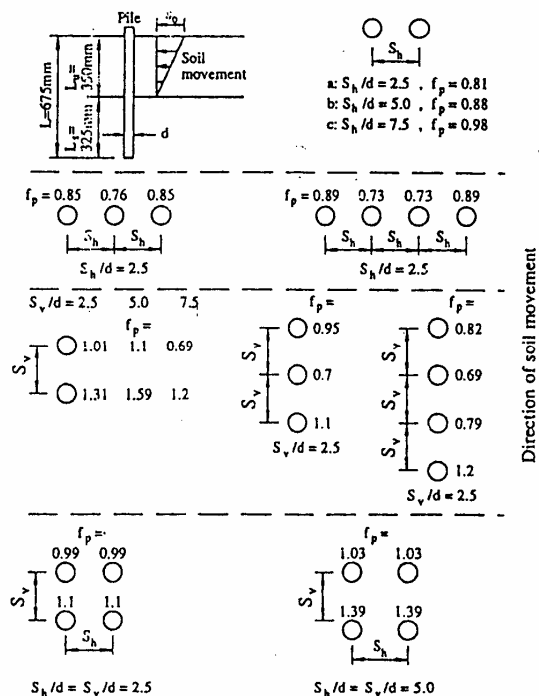 Pile
Soil
movement
L=675mm
350mm
325mm
d
S_h
a: S_h/d = 2.5 , f_p = 0.81
b: S_h/d = 5.0 , f_p = 0.88
c: S_h/d = 7.5 , f_p = 0.98
f_p = 0.85 0.76 0.85
S_h S_h
S_h/d = 2.5
f_p = 0.89 0.73 0.73 0.89
S_h S_h S_h
S_h/d = 2.5
S_v/d = 2.5 5.0 7.5
f_p =
1.01 1.1 0.69
S_v
1.31 1.59 1.2
f_p =
0.95
S_v
0.7
S_v
1.1
S_v/d = 2.5
f_p =
0.82
S_v
0.69
S_v
0.79
S_v
1.2
S_v/d = 2.5
Direction of soil movement
f_p =
0.99 0.99
S_v
1.1 1.1
S_h
S_h/d = S_v/d = 2.5
f_p =
1.03 1.03
S_v
1.39 1.39
S_h
S_h/d = S_v/d = 5.0